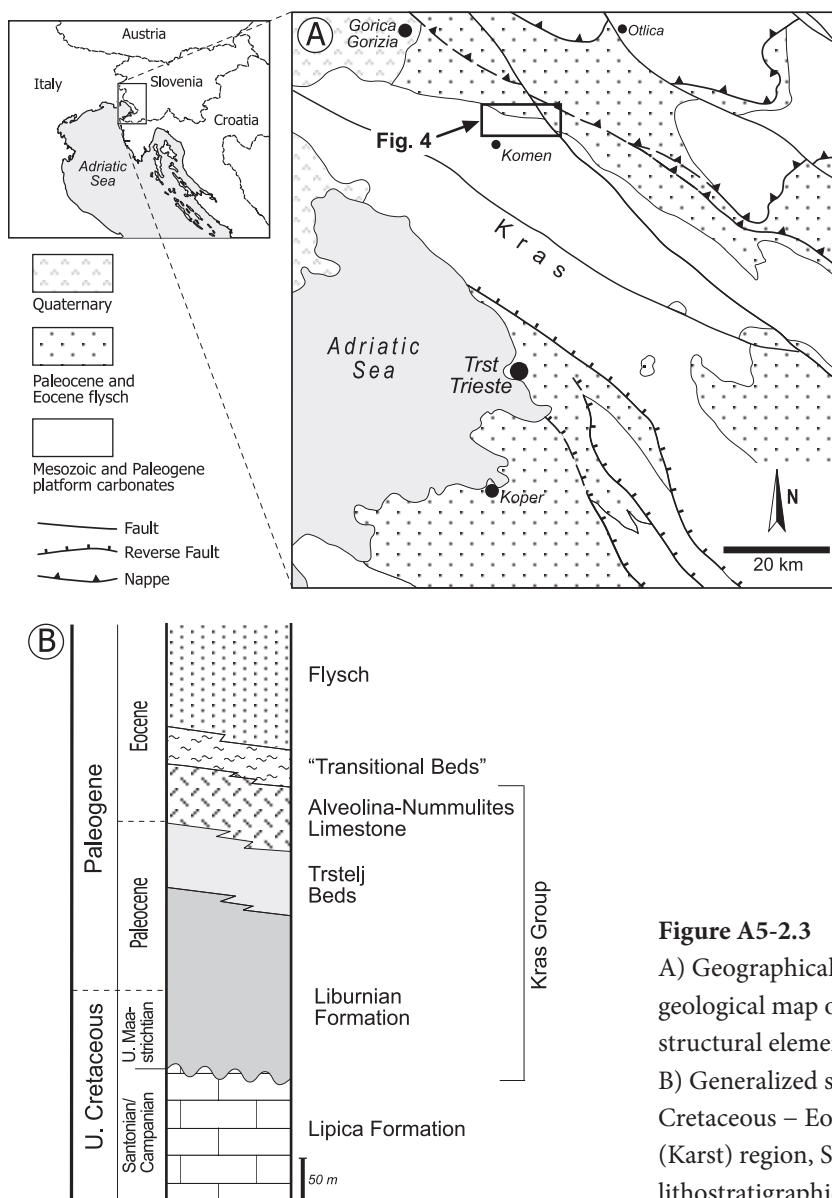 Austria
Italy
Slovenia
Croatia
Adriatic
Sea
Quaternary
Paleocene and
Eocene flysch
Mesozoic and Paleogene
platform carbonates
Fault
Reverse Fault
Nappe
A
Gorica
Gorizia
Otlica
Fig. 4
Komen
Kras
Adriatic
Sea
Trst
Trieste
Koper
N
20 km
B
Paleogene
U. Cretaceous
Eocene
Paleocene
U. Maa-
strichtian
Santonian/
Campanian
Flysch
“Transitional Beds”
Alveolina-Nummulites
Limestone
Trstelj
Beds
Liburnian
Formation
Lipica Formation
Kras Group
50 m
Figure A5-2.3
A) Geographical
geological map o
structural elemen
B) Generalized s
Cretaceous – Eo
(Karst) region, S
lithostratigraphi